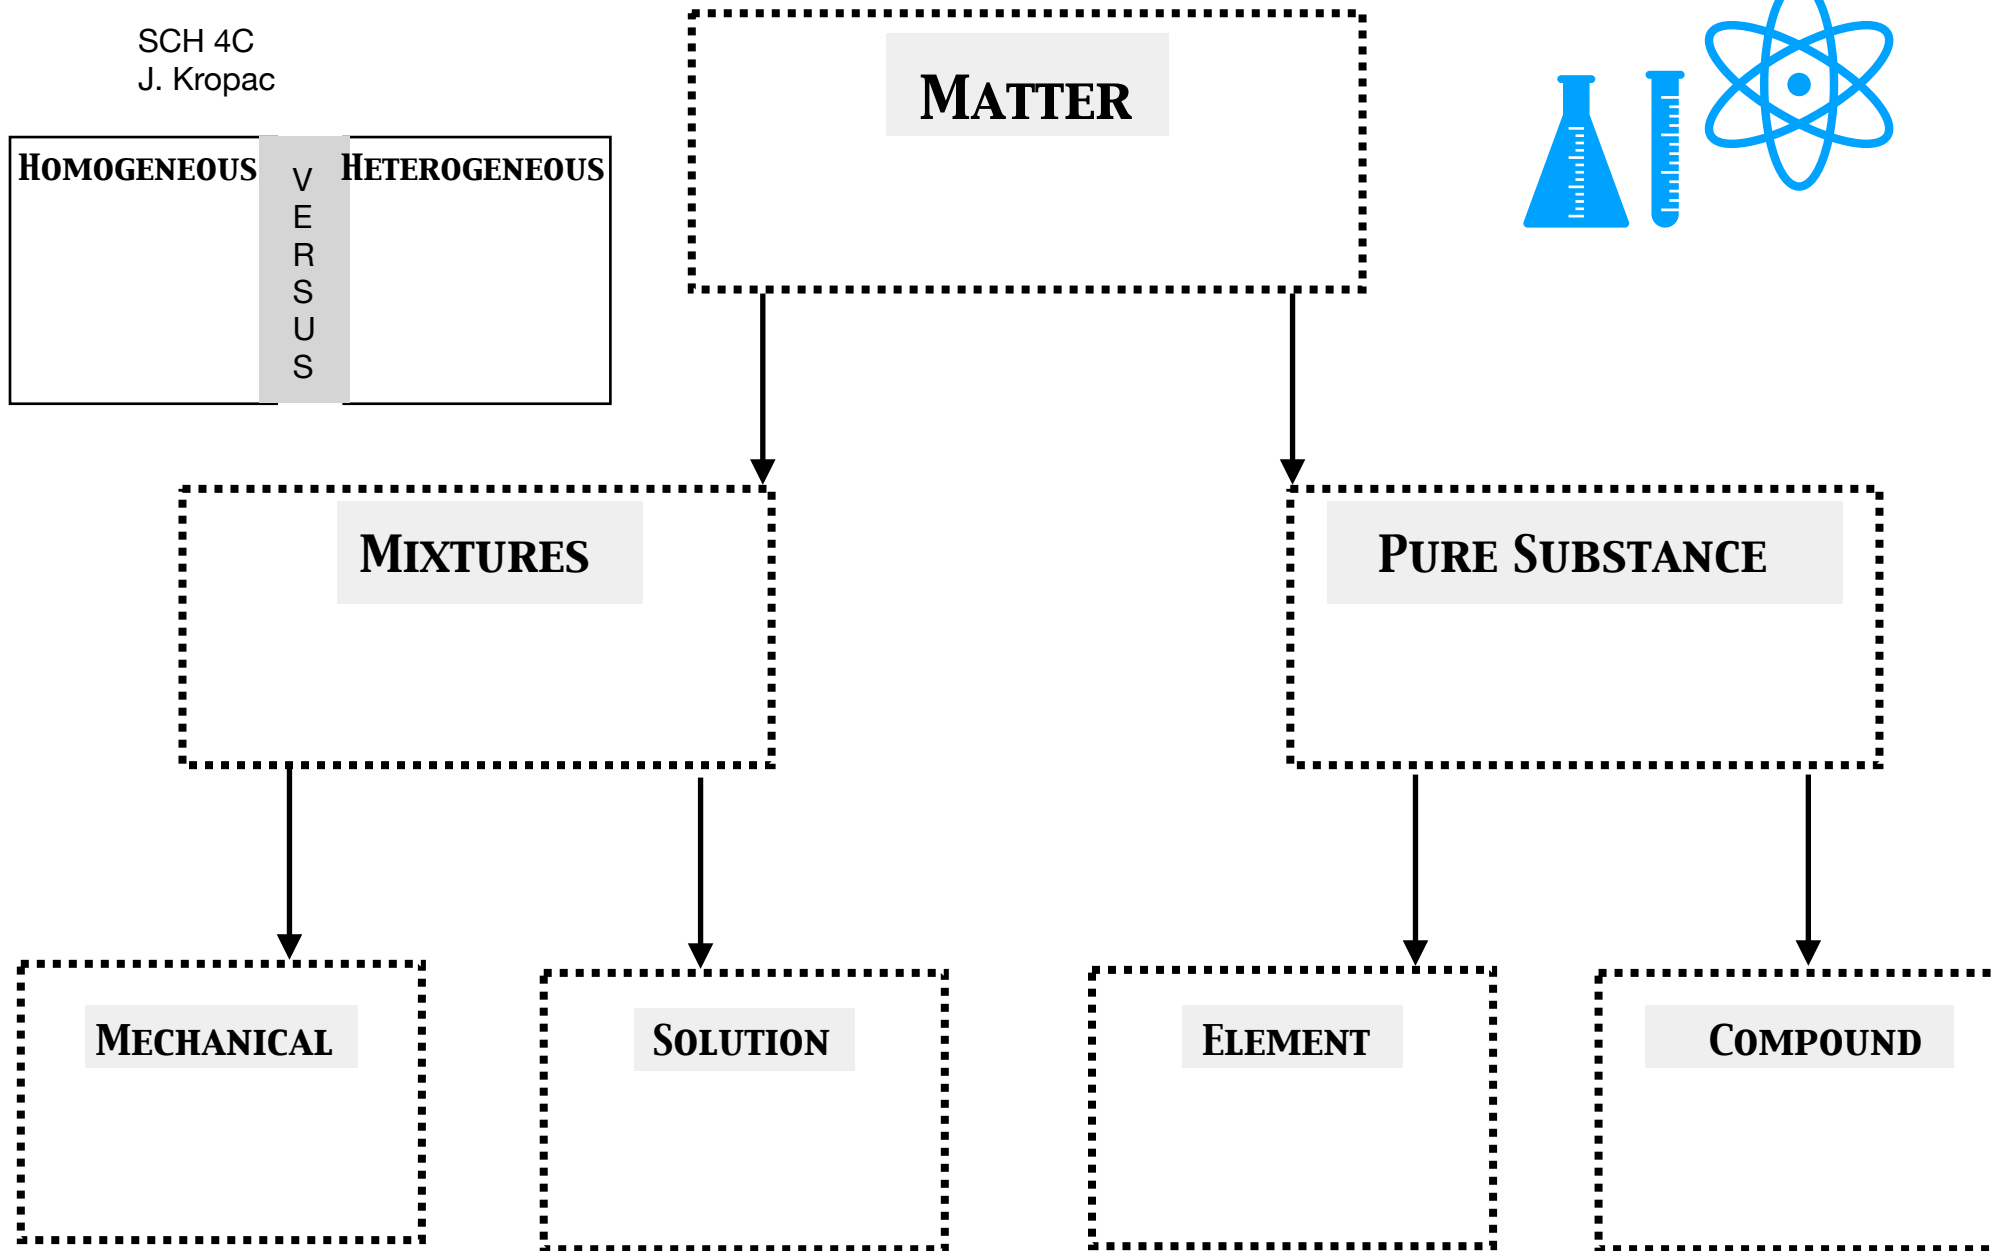 SCH 4C
J. Kropac
MATTER
HOMOGENEOUS
V
E
R
S
U
S
HETEROGENEOUS
MIXTURES
PURE SUBSTANCE
MECHANICAL
SOLUTION
ELEMENT
COMPOUND